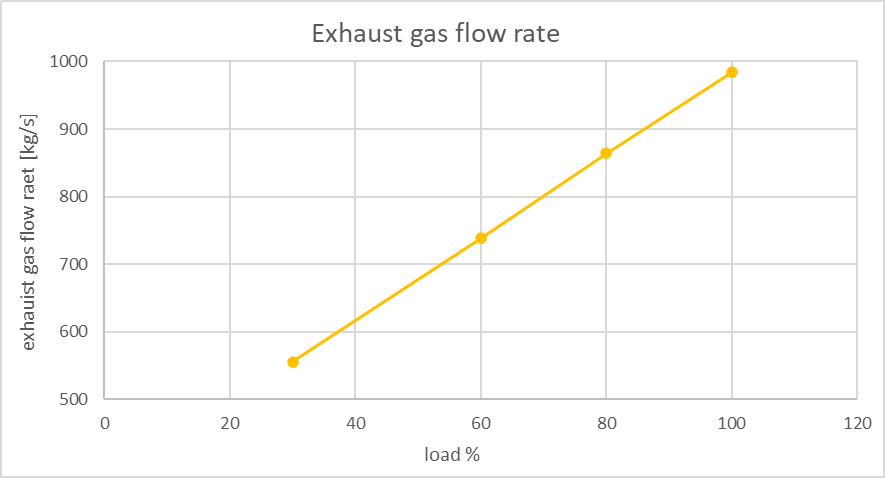 Exhaust gas flow rate
exhauist gas flow raet [kg/s]
1000
900
800
700
600
500
0 20 40 60 80 100 120
load %